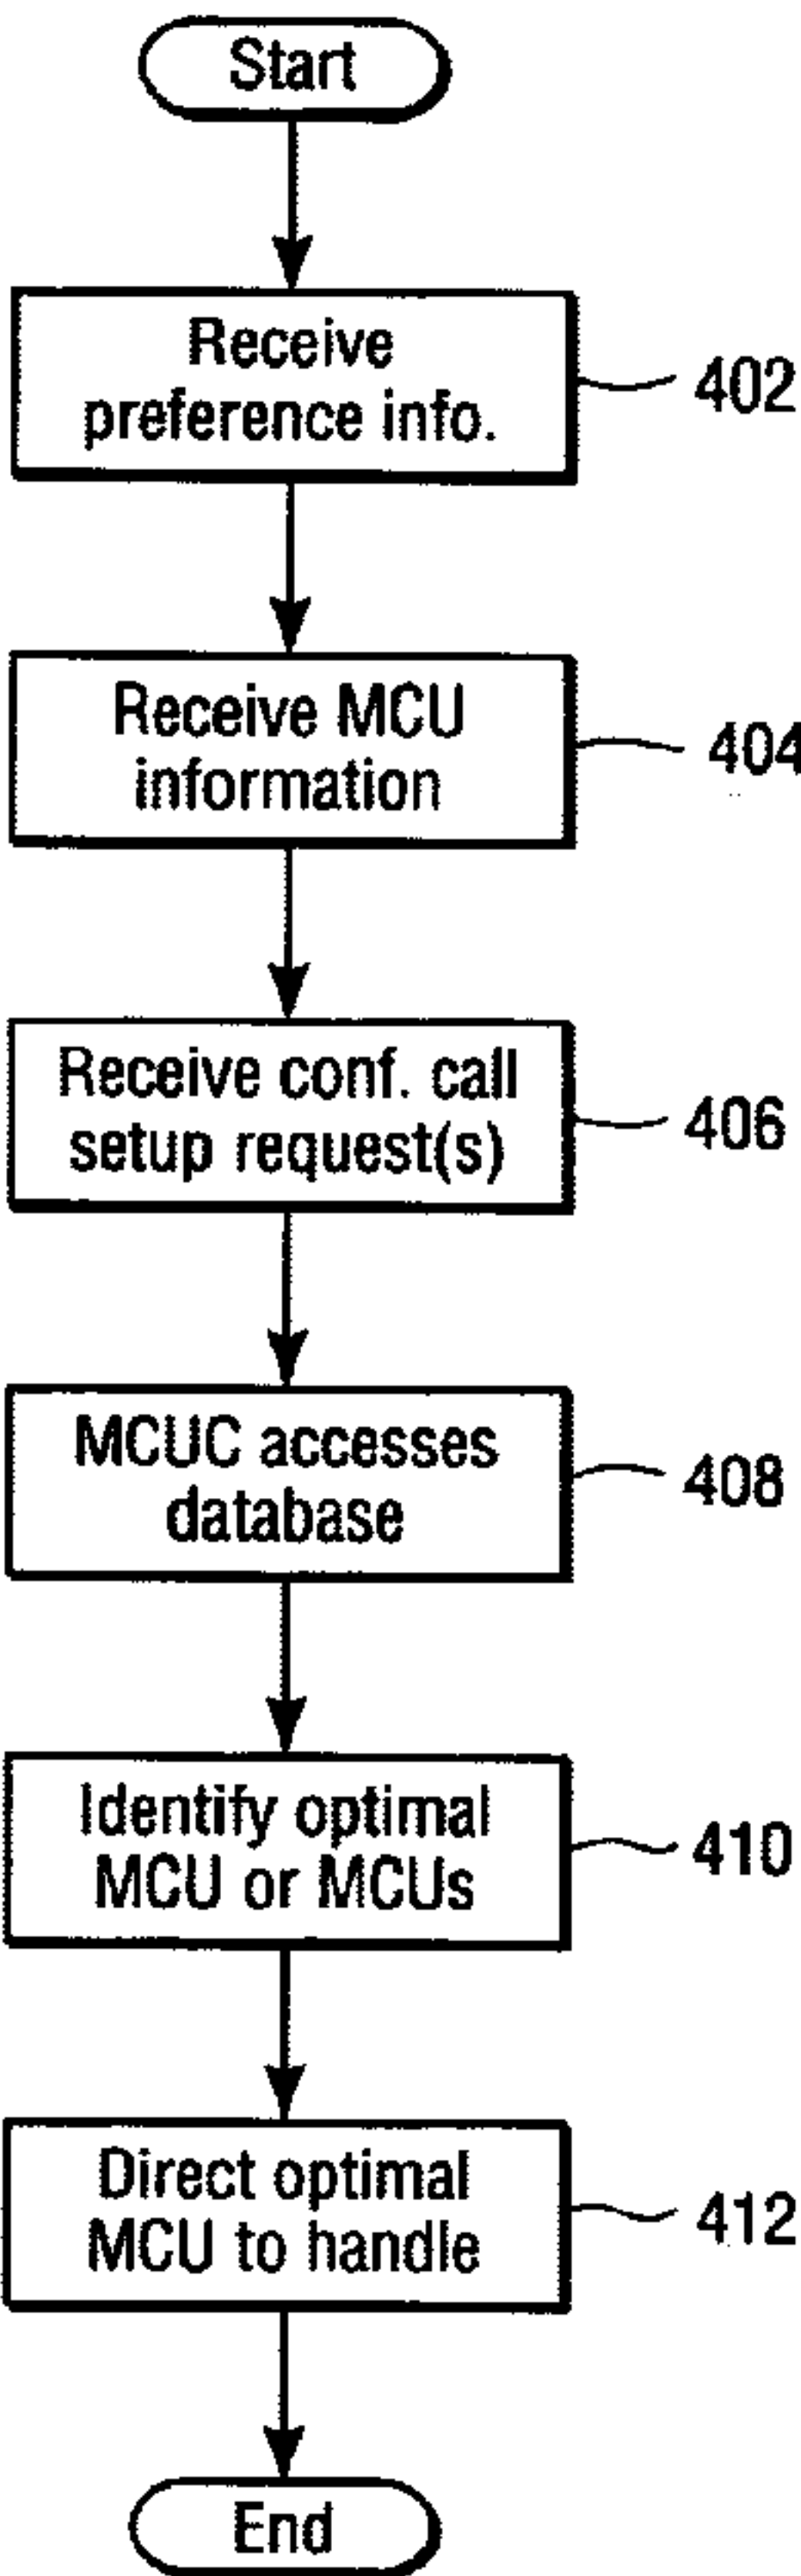 Start
Receive
preference info.
402
Receive MCU
information
404
Receive conf. call
setup request(s)
406
MCUC accesses
database
408
Identify optimal
MCU or MCUs
410
Direct optimal
MCU to handle
412
End